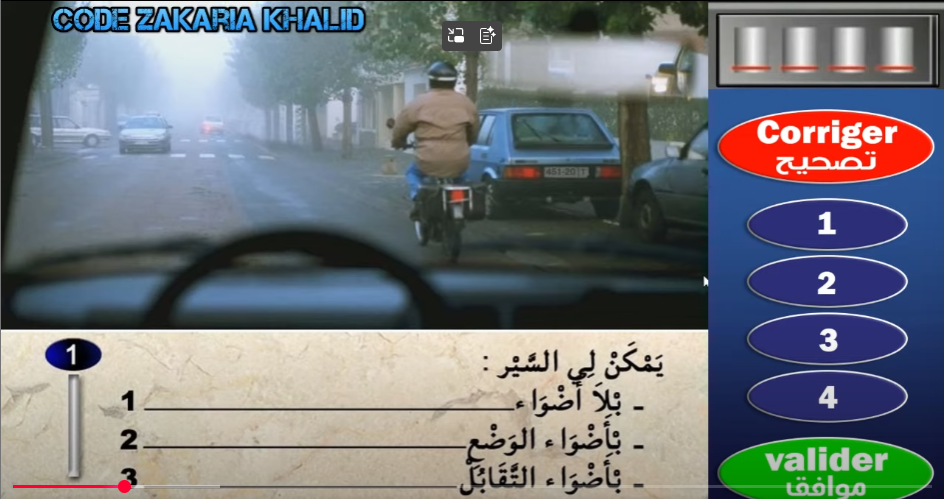 CODE ZAKARIA KHALID
Corriger
تصحيح
1
2
3
4
valider
موافق
1
يَمْكَنْ لِي السَّيْر :
- بْلاَ أَضْوَاء 1
- بْأَضْوَاء الوَضْعِ 2
- بْأَضْوَاء التَّقَابُلْ 3